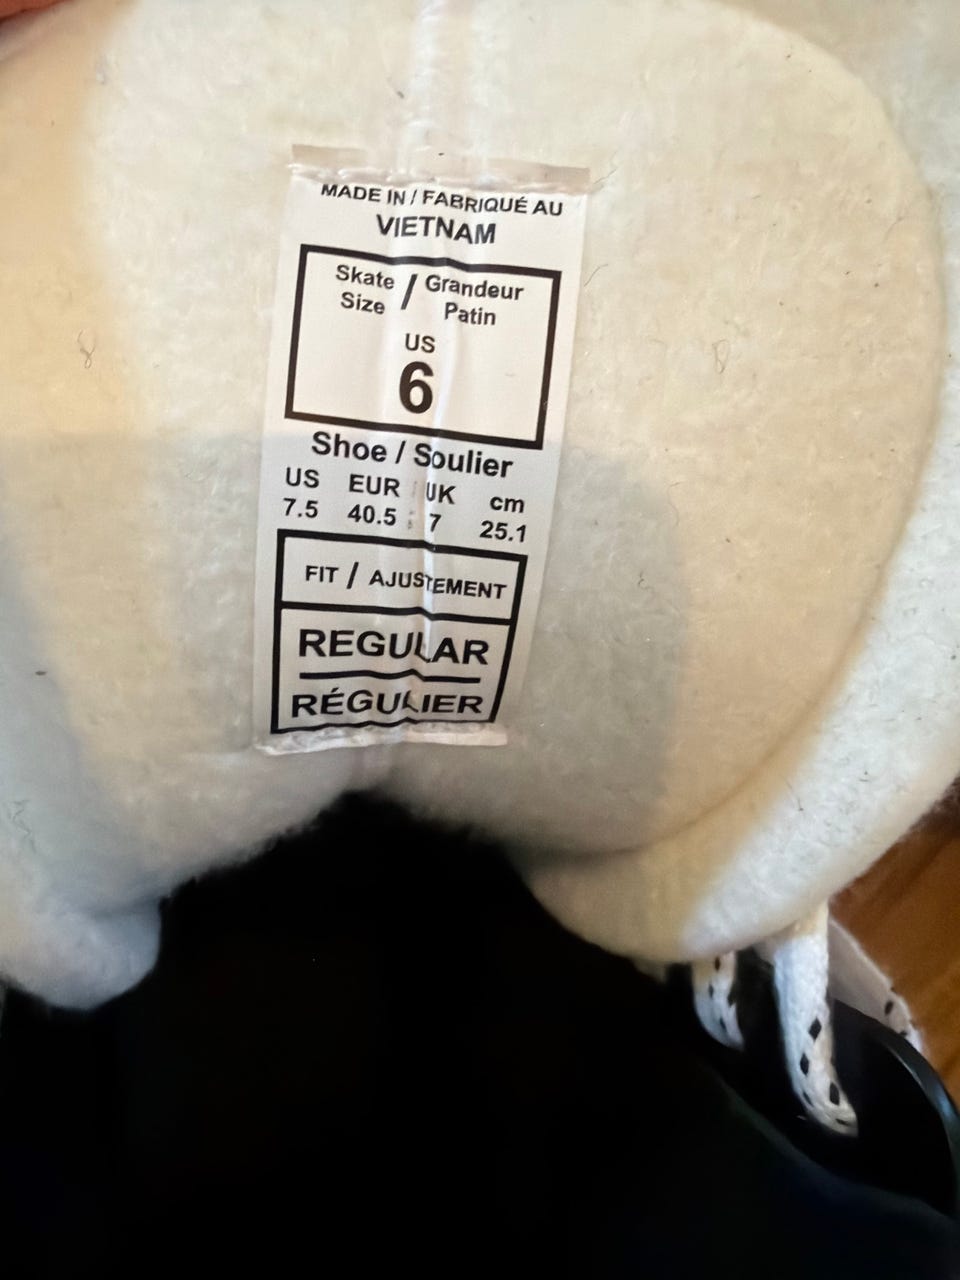 MADE IN / FABRIQUÉ AU
VIETNAM
Skate / Grandeur
Size Patin
US
6
Shoe / Soulier
US EUR UK cm
7.5 40.5 7 25.1
FIT / AJUSTEMENT
REGULAR
RÉGULIER